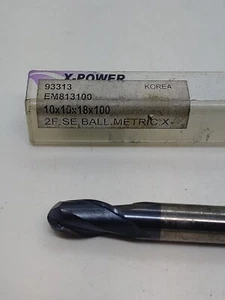 X-POWER
93313 KOREA
EM813100
10x10x18x100
2F,SE,BALL,METRIC X-